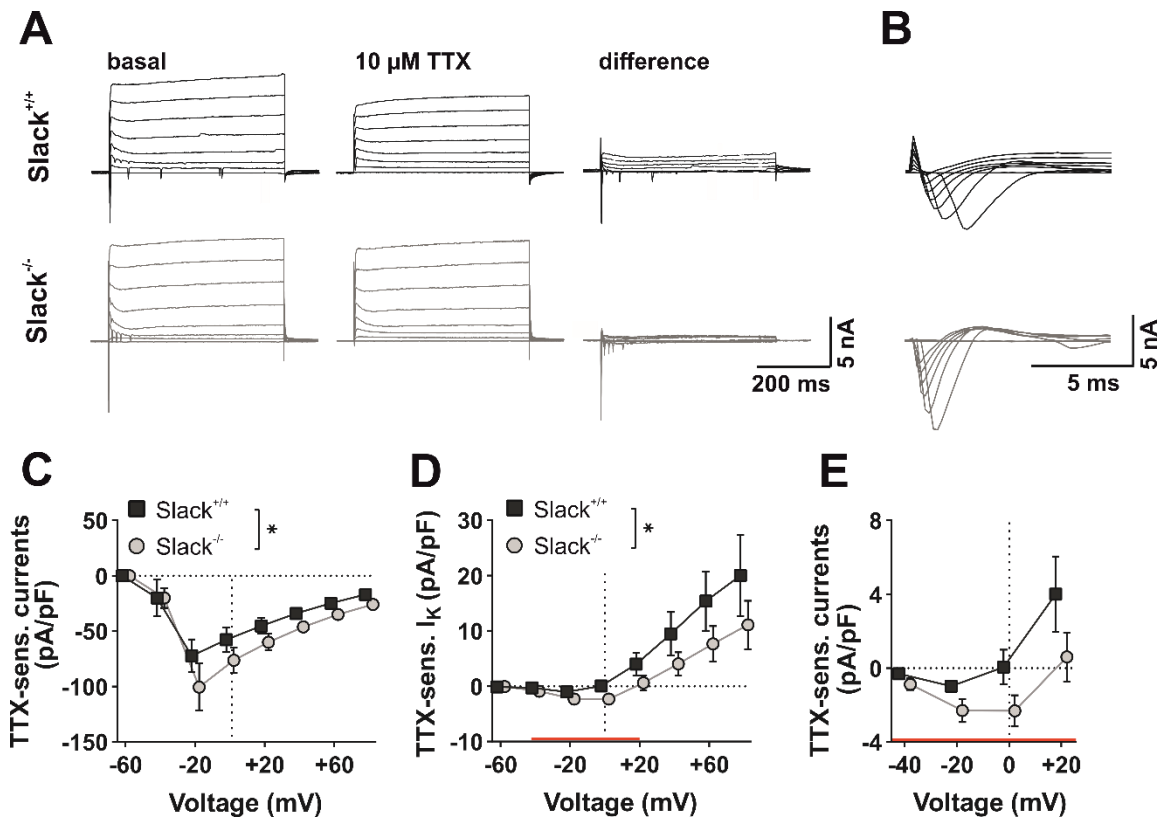 A
B
basal
10 µM TTX
difference
Slack+/+
Slack-/-
5 nA
200 ms
5 nA
5 ms
C
D
E
Slack+/+
Slack-/-
*
TTX-sens. currents
(pA/pF)
50
0
-50
-100
-150
-60
-20
+20
+60
Voltage (mV)
Slack+/+
Slack-/-
*
TTX-sens. IK (pA/pF)
30
20
10
0
-10
-60
-20
+20
+60
Voltage (mV)
TTX-sens. currents
(pA/pF)
8
4
0
-4
-40
-20
0
+20
Voltage (mV)